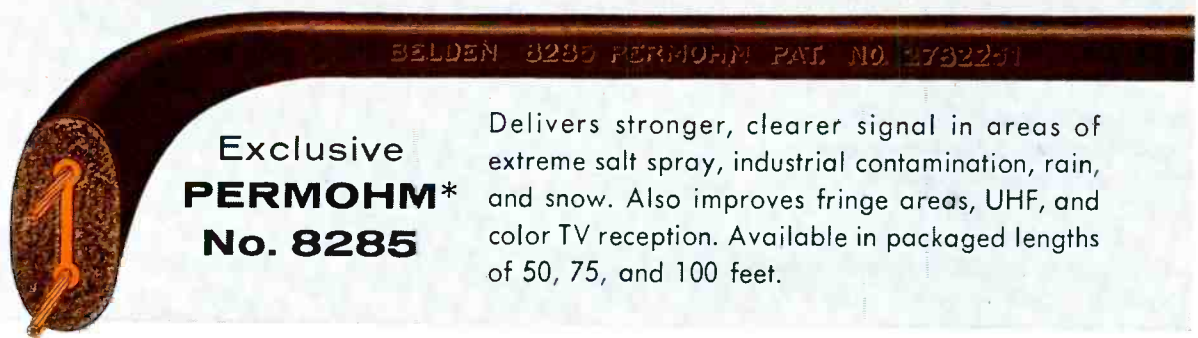 BELDEN 8285 PERMOHM PAT. NO. 2782251
Exclusive
PERMOHM*
No. 8285
Delivers stronger, clearer signal in areas of
extreme salt spray, industrial contamination, rain,
and snow. Also improves fringe areas, UHF, and
color TV reception. Available in packaged lengths
of 50, 75, and 100 feet.